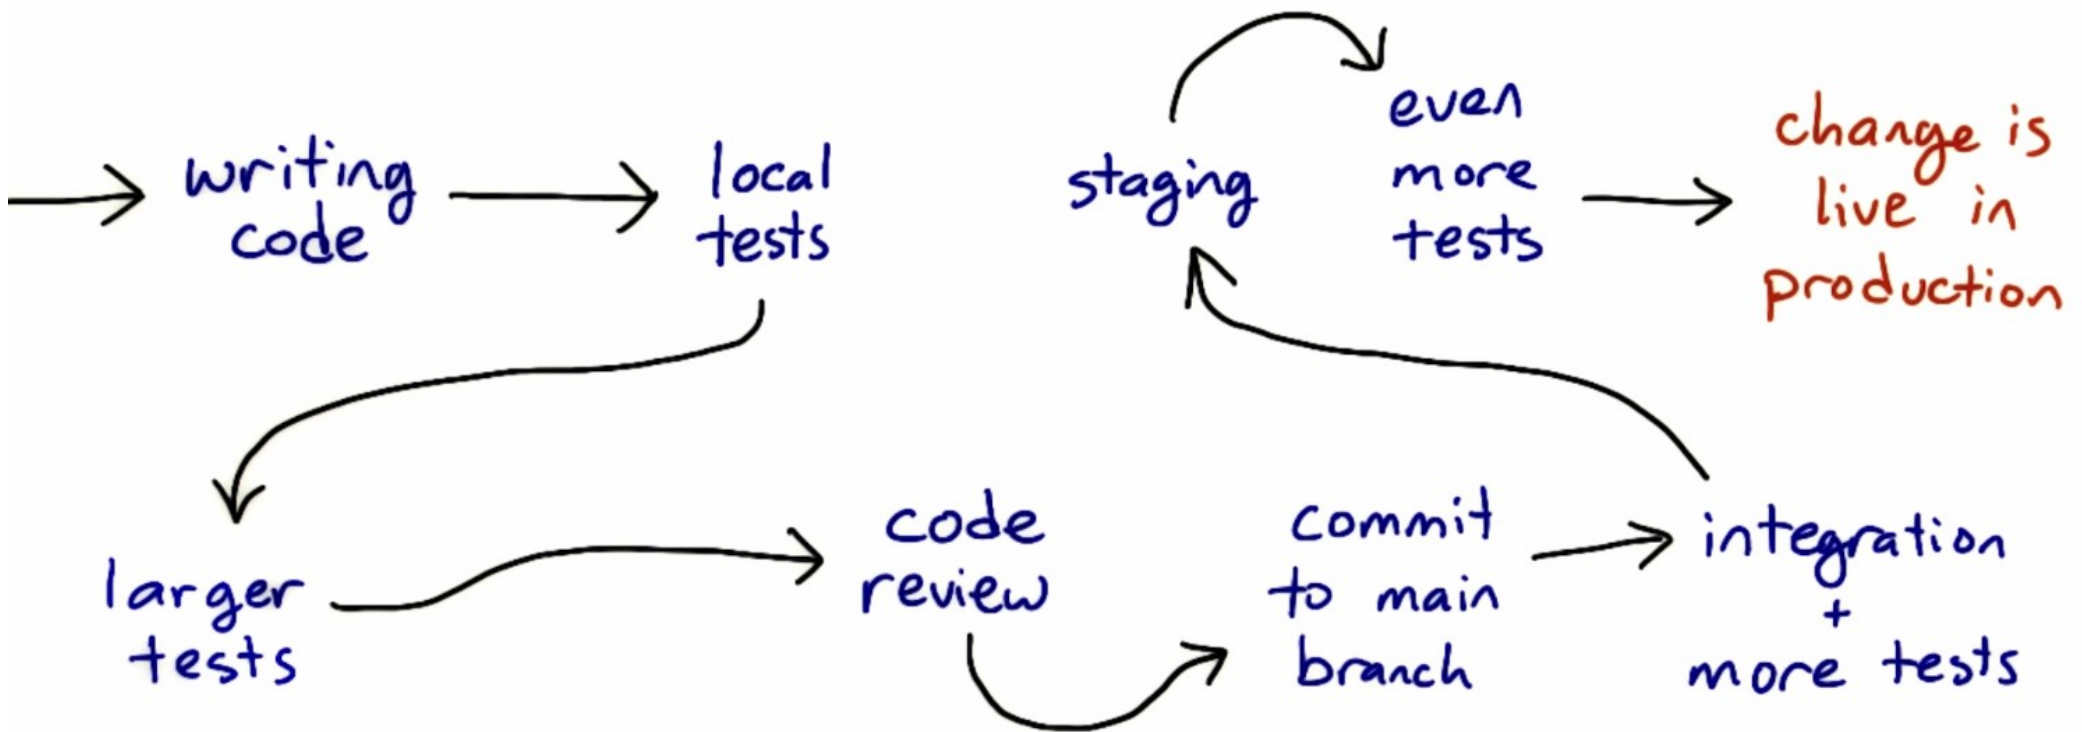 writing
code
local
tests
larger
tests
code
review
commit
to main
branch
integration
+
more tests
staging
even
more
tests
change is
live in
production